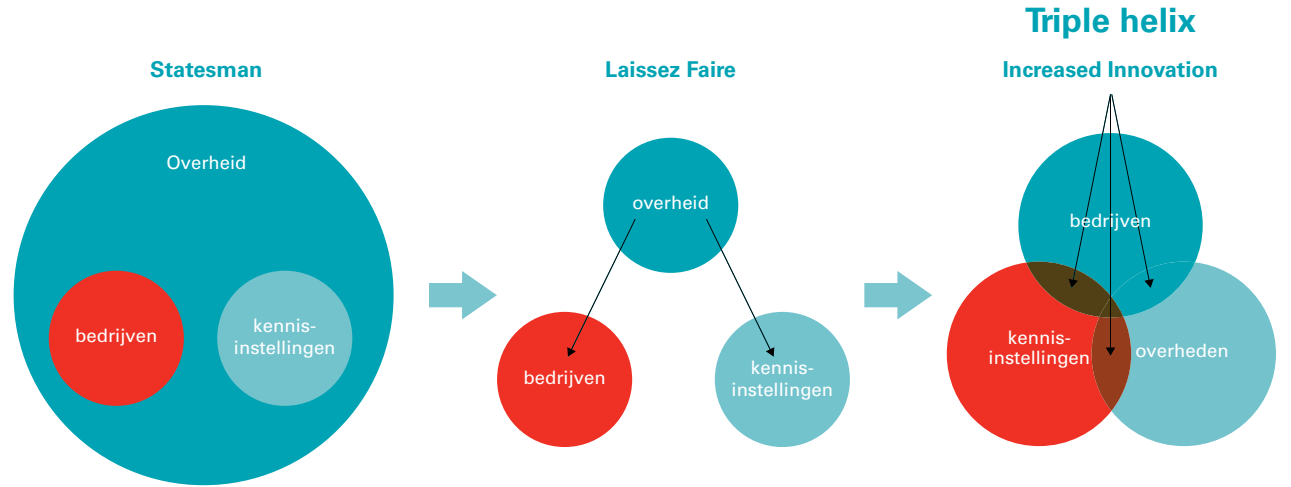 Triple helix
Statesman
Laissez Faire
Increased Innovation
Overheid
bedrijven
kennis-
instellingen
overheid
bedrijven
kennis-
instellingen
bedrijven
kennis-
instellingen
overheden